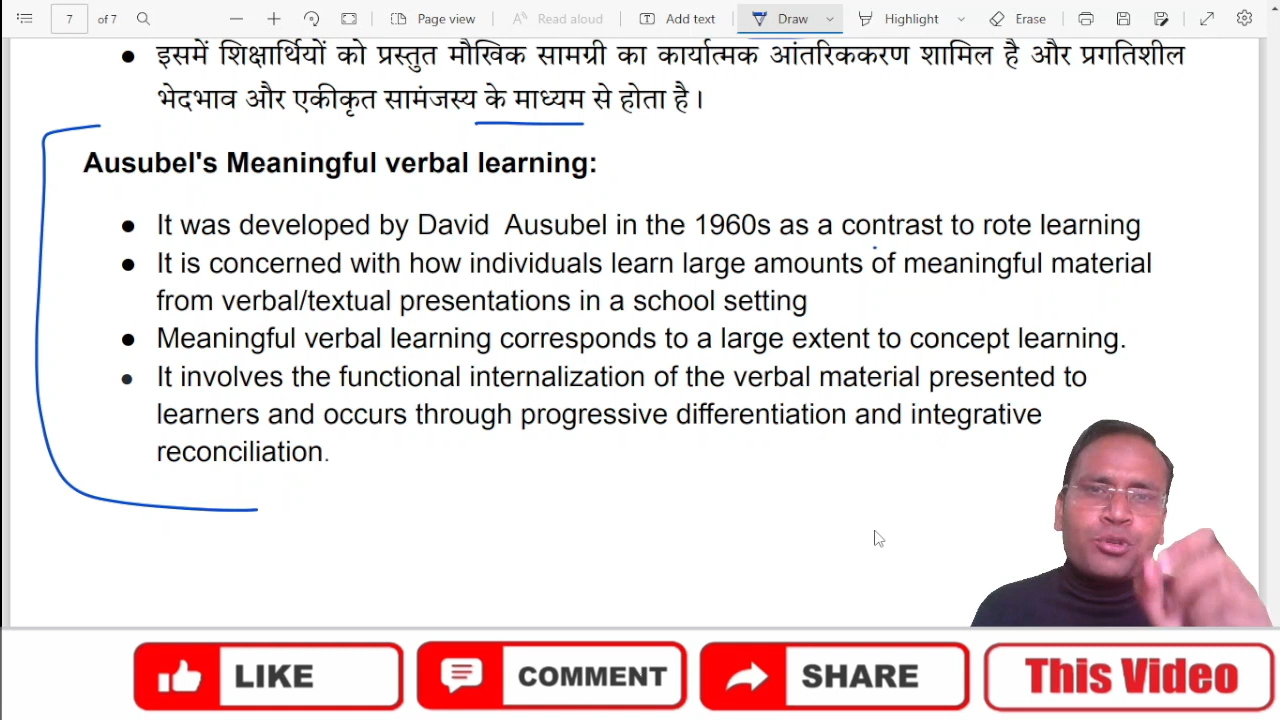 7 of 7 Page view Read aloud Add text Draw Highlight Erase
● इसमें शिक्षार्थियों को प्रस्तुत मौखिक सामग्री का कार्यात्मक आंतरिककरण शामिल है और प्रगतिशील
भेदभाव और एकीकृत सामंजस्य के माध्यम से होता है।
Ausubel's Meaningful verbal learning:
● It was developed by David Ausubel in the 1960s as a contrast to rote learning
● It is concerned with how individuals learn large amounts of meaningful material
from verbal/textual presentations in a school setting
● Meaningful verbal learning corresponds to a large extent to concept learning.
● It involves the functional internalization of the verbal material presented to
learners and occurs through progressive differentiation and integrative
reconciliation.
LIKE COMMENT SHARE This Video